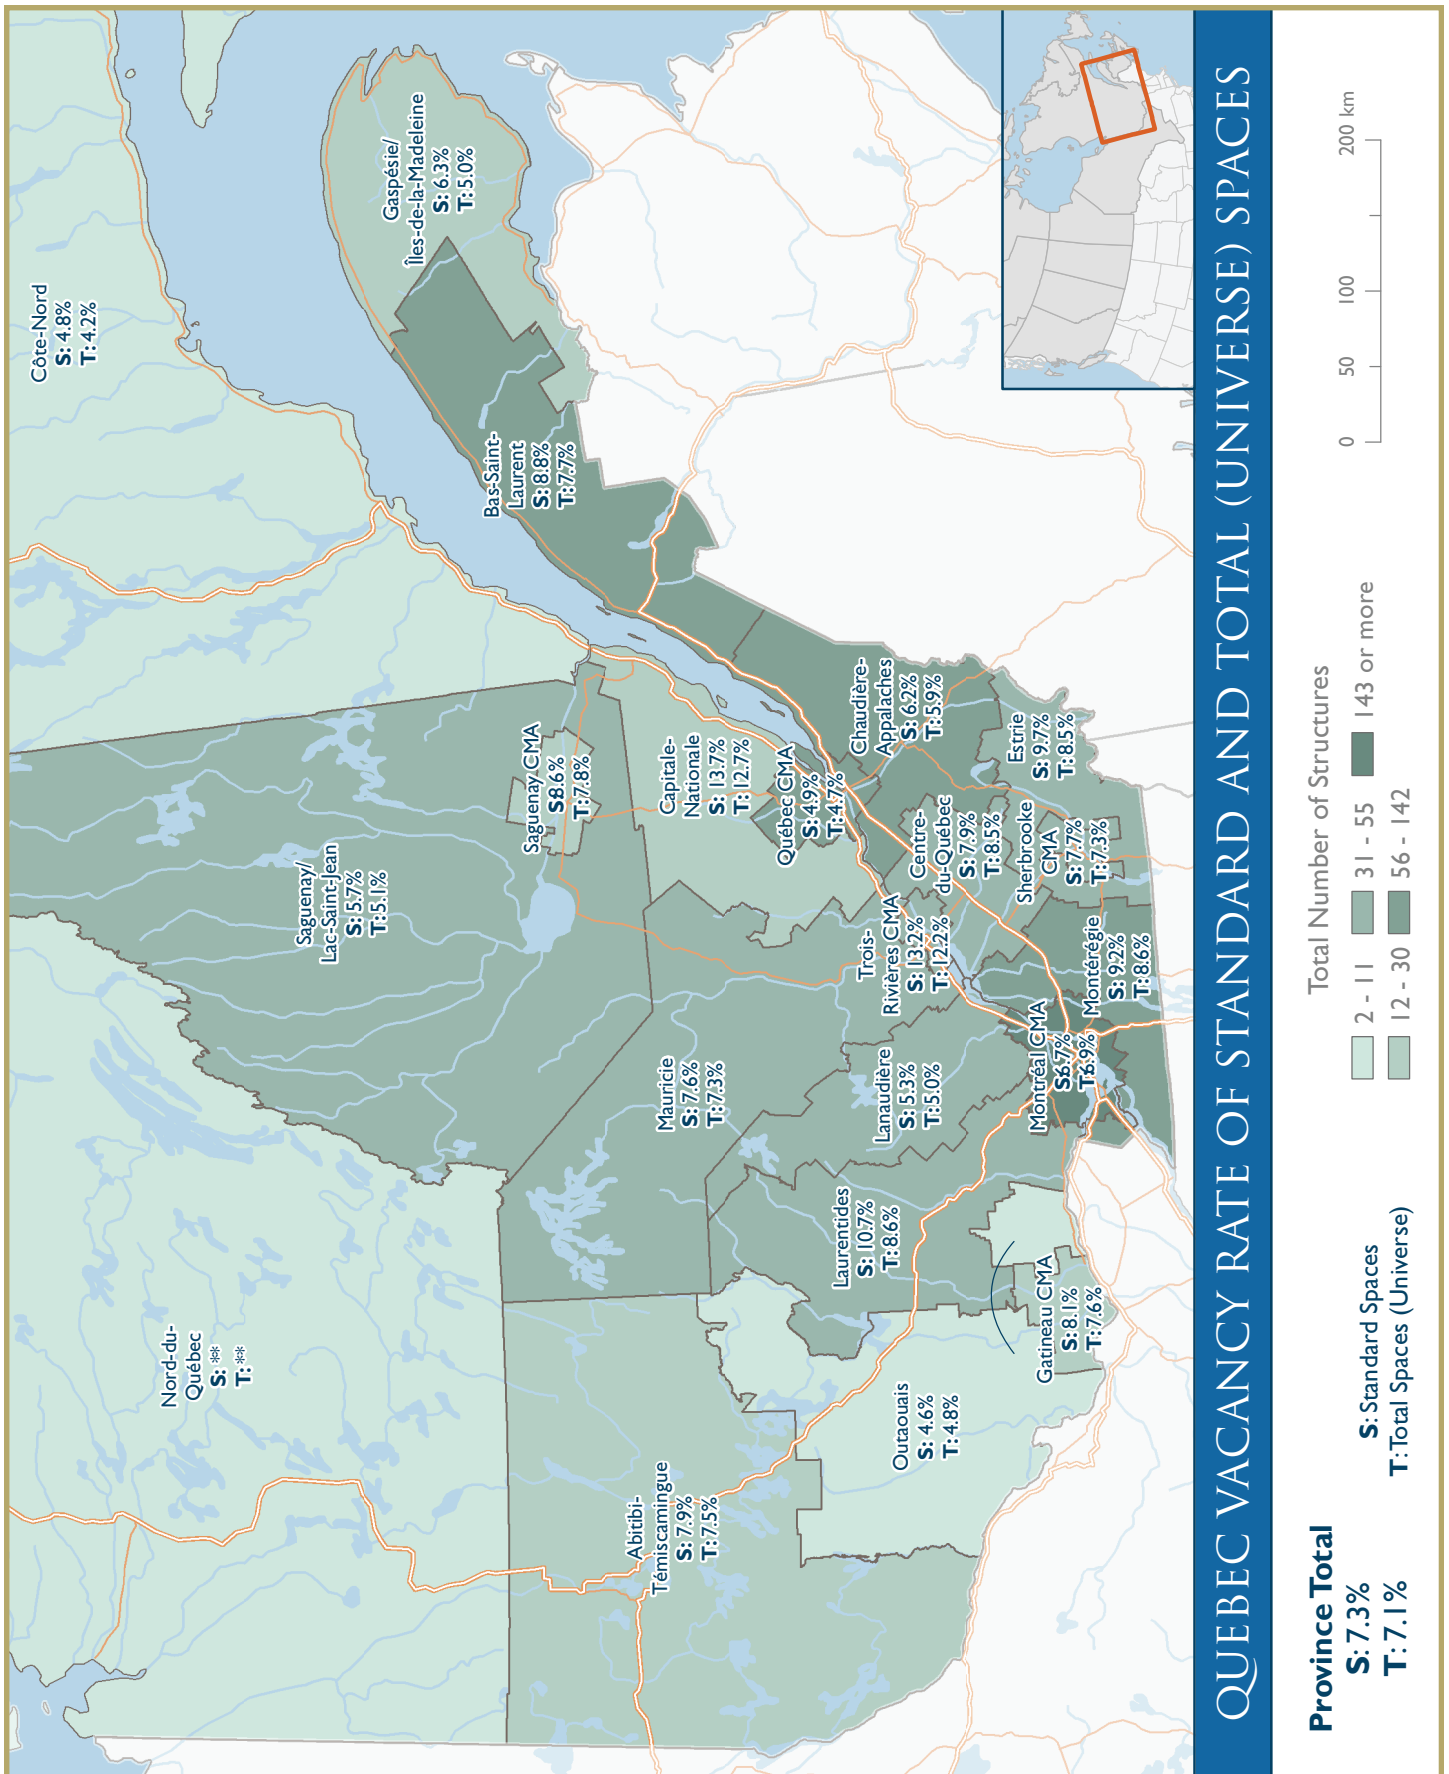 Côte-Nord
S: 4.8%
T: 4.2%
Gaspésie/
Îles-de-la-Madeleine
S: 6.3%
T: 5.0%
Bas-Saint-
Laurent
S: 8.8%
T: 7.7%
Nord-du-
Québec
S: **
T: **
Saguenay/
Lac-Saint-Jean
S: 5.7%
T: 5.1%
Saguenay CMA
S: 8.6%
T: 7.8%
Capitale-
Nationale
S: 13.7%
T: 12.7%
Québec CMA
S: 4.9%
T: 4.7%
Chaudière-
Appalaches
S: 6.2%
T: 5.9%
Abitibi-
Témiscamingue
S: 7.9%
T: 7.5%
Mauricie
S: 7.6%
T: 7.3%
Laurentides
S: 10.7%
T: 8.6%
Lanaudière
S: 5.3%
T: 5.0%
Trois-
Rivières CMA
S: 13.2%
T: 12.2%
Centre-
du-Québec
S: 7.9%
T: 8.5%
Estrie
S: 9.7%
T: 8.5%
Sherbrooke
CMA
S: 7.7%
T: 7.3%
Outaouais
S: 4.6%
T: 4.8%
Gatineau CMA
S: 8.1%
T: 7.6%
Montréal CMA
S: 6.7%
T: 6.9%
Montérégie
S: 9.2%
T: 8.6%
QUEBEC VACANCY RATE OF STANDARD AND TOTAL (UNIVERSE) SPACES
Province Total
S: 7.3%
T: 7.1%
S: Standard Spaces
T: Total Spaces (Universe)
Total Number of Structures
2 - 11
31 - 55
143 or more
12 - 30
56 - 142
0 50 100 200 km